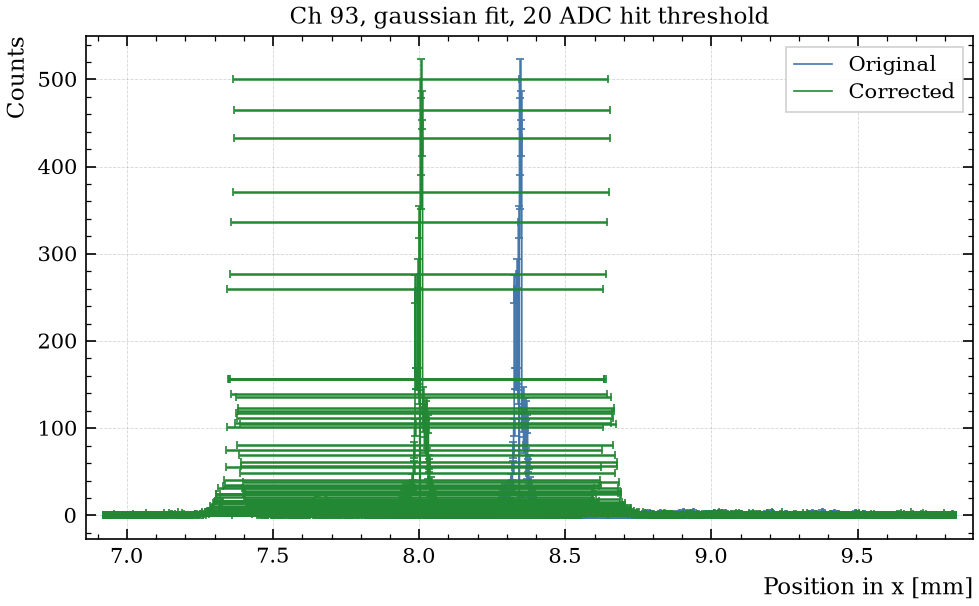 Ch 93, gaussian fit, 20 ADC hit threshold
Counts
Original
Corrected
500
400
300
200
100
0
7.0 7.5 8.0 8.5 9.0 9.5
Position in x [mm]